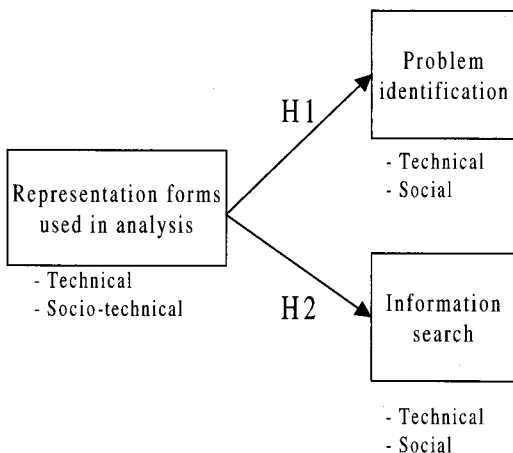 Problem
identification
- Technical
- Social
H1
Representation forms
used in analysis
- Technical
- Socio-technical
H2
Information
search
- Technical
- Social